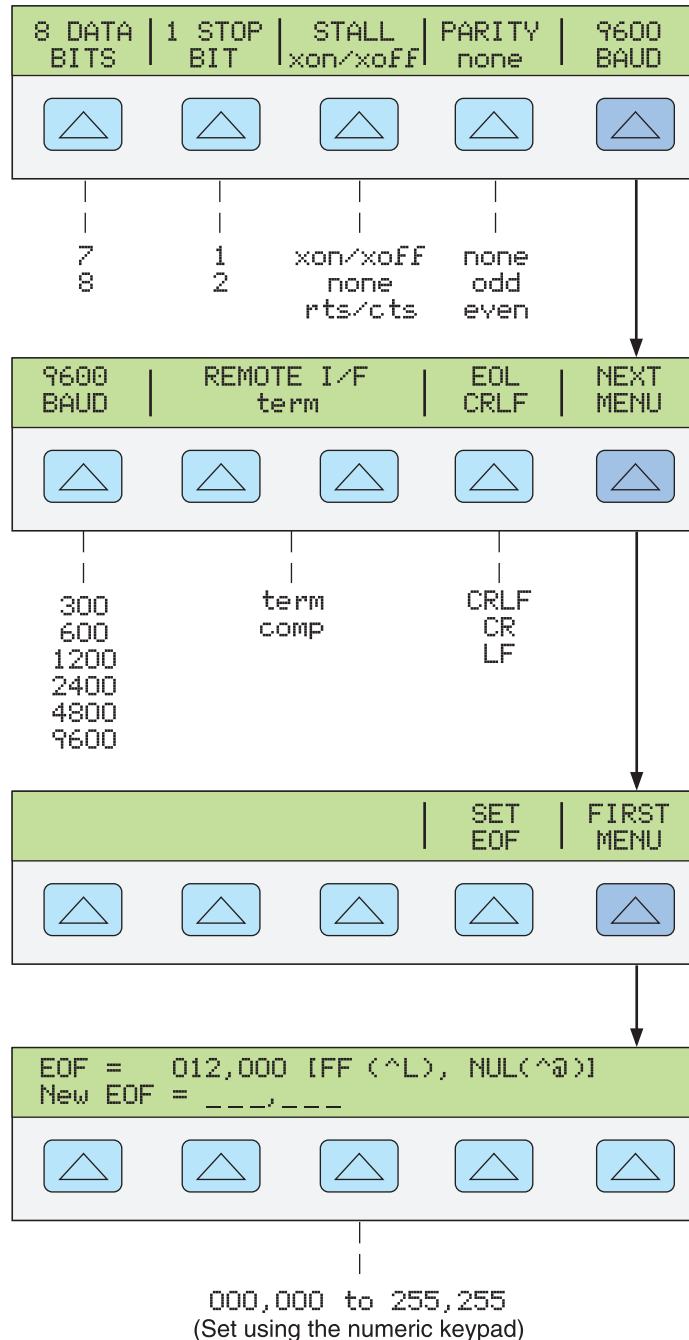 8 DATA BITS | 1 STOP BIT | STALL xon/xoff | PARITY none | 9600 BAUD
7 1 xon/xoff none
8 2 none odd
rts/cts even
9600 BAUD | REMOTE I/F term | EOL CRLF | NEXT MENU
300 term CRLF
600 comp CR
1200 LF
2400
4800
9600
| SET EOF | FIRST MENU
EOF = 012,000 [FF (^L), NUL(^@)]
New EOF = _ _ _,_ _ _
000,000 to 255,255
(Set using the numeric keypad)